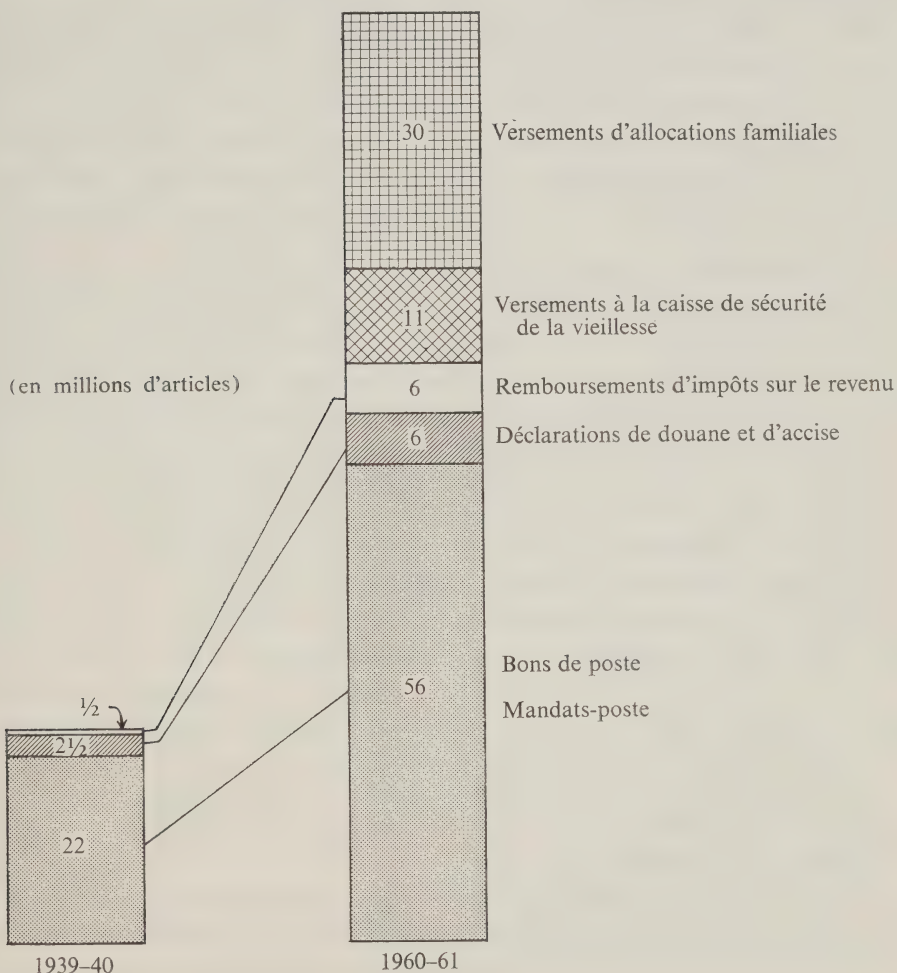 30 Versements d'allocations familiales
11 Versements à la caisse de sécurité
de la vieillesse
(en millions d'articles)
6 Remboursements d'impôts sur le revenu
6 Déclarations de douane et d'accise
56
Bons de poste
Mandats-poste
½
2½
22
1939–40
1960–61